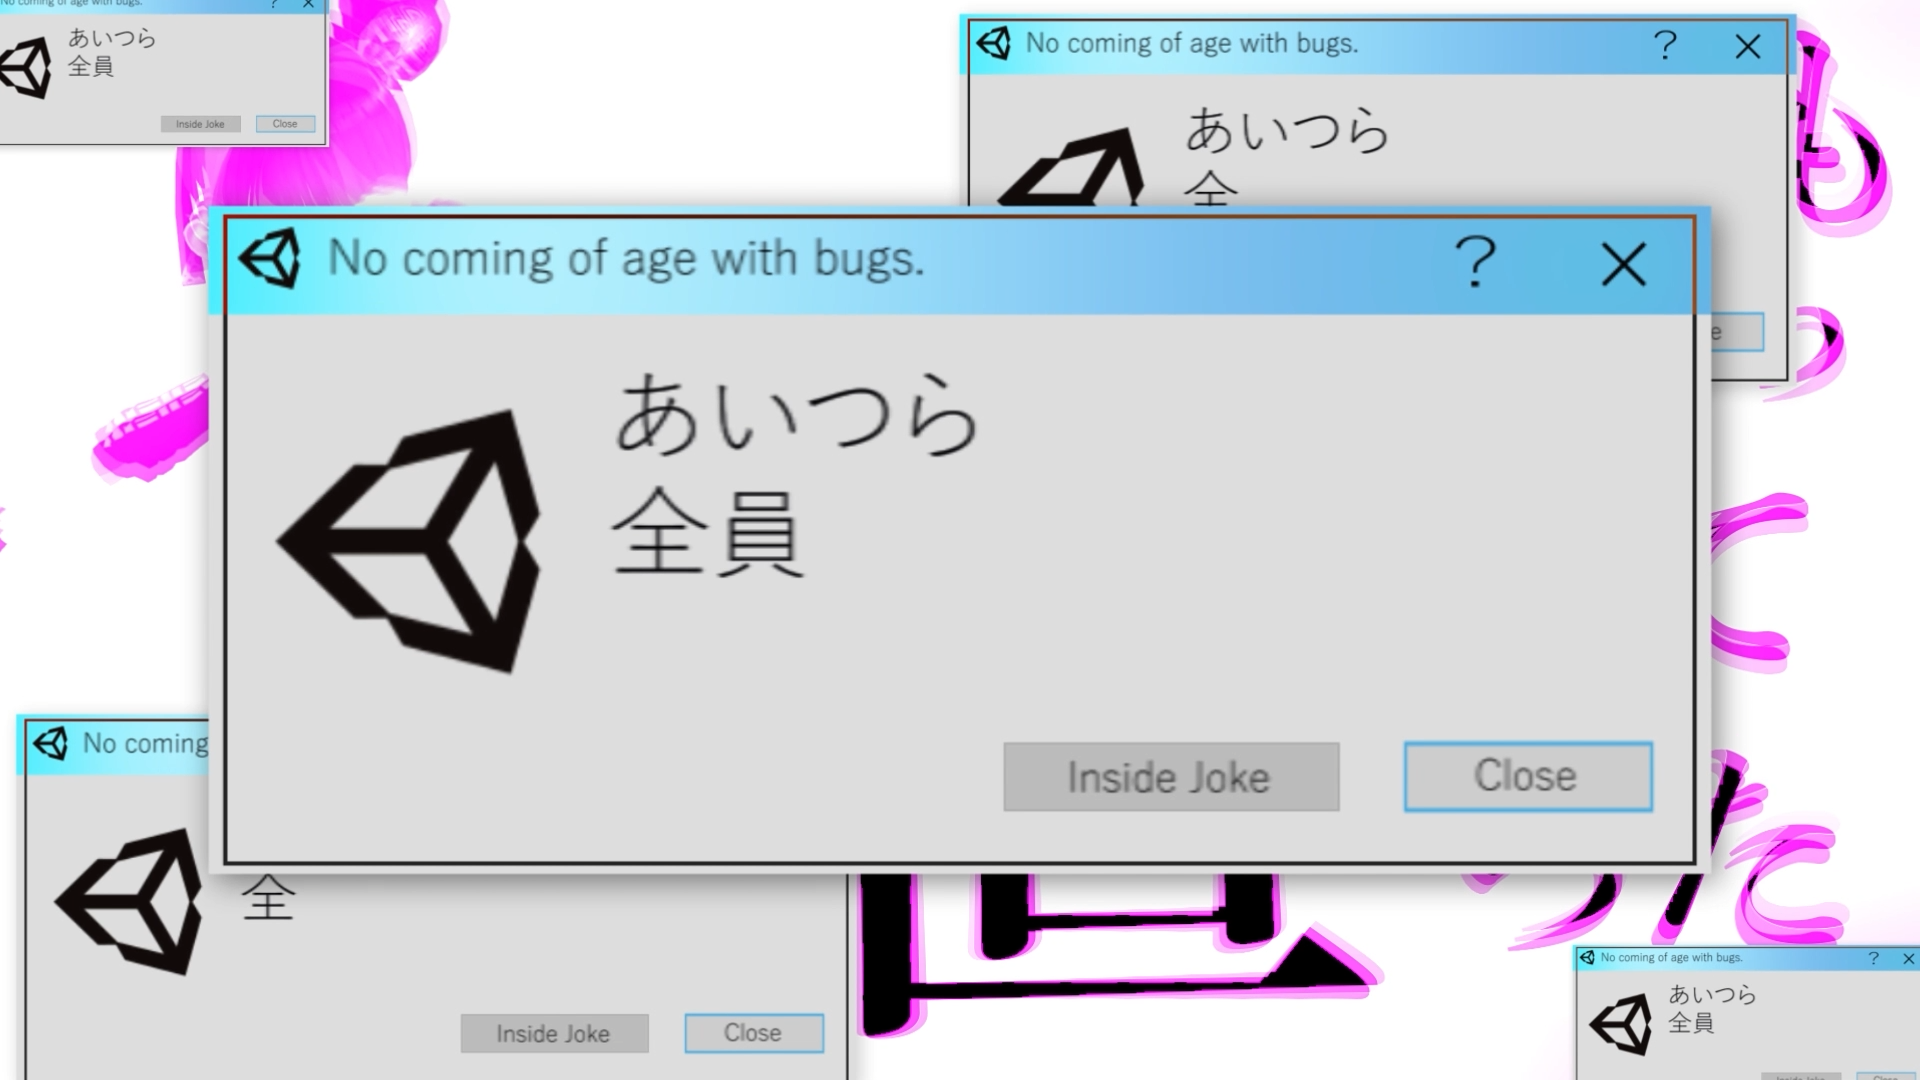 No coming of age with bugs.
あいつら
全員
Inside Joke
Close
No coming of age with bugs. ?
あいつら
全
No coming of age with bugs. ?
あいつら
全員
Inside Joke
Close
No coming
全
Inside Joke
Close
No coming of age with bugs. ?
あいつら
全員